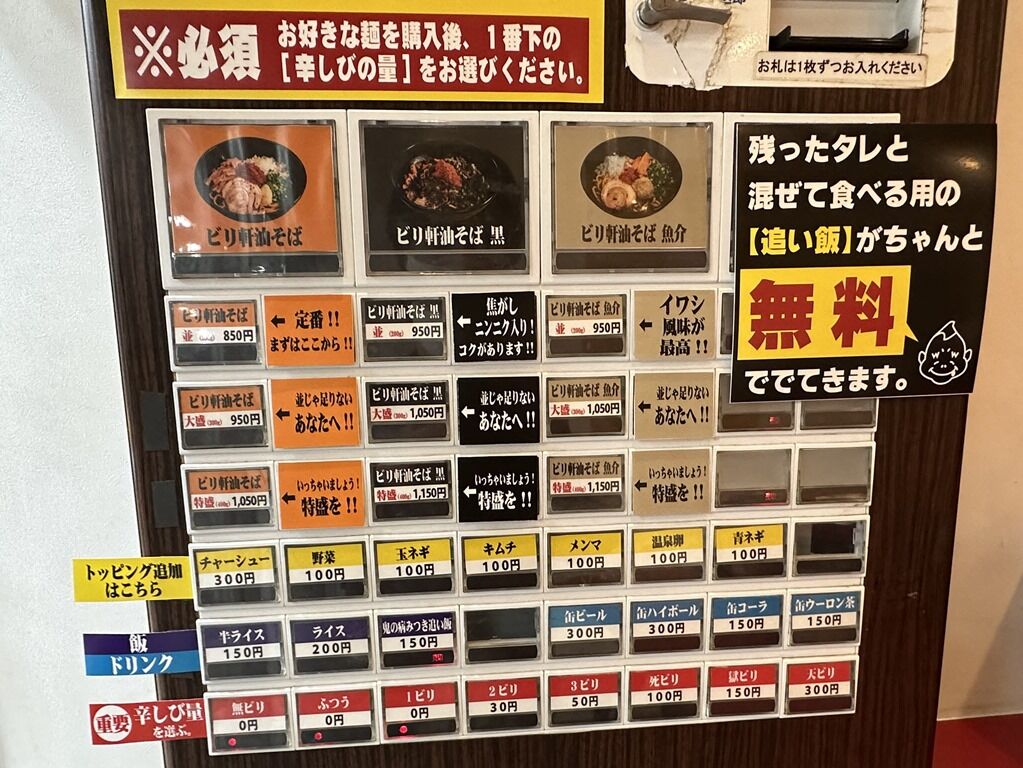 ※必須
お好きな麺を購入後、1番下の
[辛しびの量]をお選びください。
お札は1枚ずつお入れください
ビリ軒油そば
ビリ軒油そば 黒
ビリ軒油そば 魚介
残ったタレと
混ぜて食べる用の
【追い飯】がちゃんと
無料
ででてきます。
ビリ軒油そば
並 850円
← 定番!!
まずはここから!!
ビリ軒油そば 黒
並(200g) 950円
← 焦がし
ニンニク入り!
コクがあります!!
ビリ軒油そば 魚介
並(200g) 950円
← イワシ
風味が
最高!!
ビリ軒油そば
大盛(300g) 950円
← 並じゃ足りない
あなたへ!!
ビリ軒油そば 黒
大盛(300g) 1,050円
← 並じゃ足りない
あなたへ!!
ビリ軒油そば 魚介
大盛(300g) 1,050円
← 並じゃ足りない
あなたへ!!
ビリ軒油そば
特盛(400g) 1,050円
← いっちゃいましょう!
特盛を!!
ビリ軒油そば 黒
特盛(400g) 1,150円
← いっちゃいましょう!
特盛を!!
ビリ軒油そば 魚介
特盛(400g) 1,150円
← いっちゃいましょう!
特盛を!!
トッピング追加
はこちら
チャーシュー
300円
野菜
100円
玉ネギ
100円
キムチ
100円
メンマ
100円
温泉卵
100円
青ネギ
100円
飯
ドリンク
半ライス
150円
ライス
200円
鬼の病みつき追い飯
150円
缶ビール
300円
缶ハイボール
300円
缶コーラ
150円
缶ウーロン茶
150円
重要 辛しび量
を選ぶ。
無ビリ
0円
ふつう
0円
1ビリ
0円
2ビリ
30円
3ビリ
50円
死ビリ
100円
獄ビリ
150円
天ビリ
300円